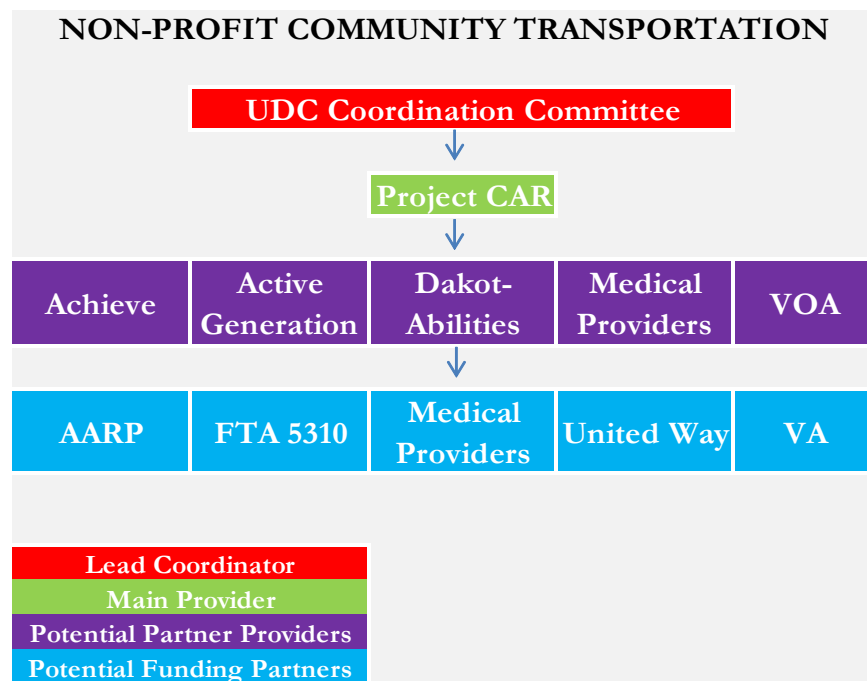 NON-PROFIT COMMUNITY TRANSPORTATION
UDC Coordination Committee
Project CAR
Achieve
Active
Generation
Dakot-
Abilities
Medical
Providers
VOA
AARP
FTA 5310
Medical
Providers
United Way
VA
Lead Coordinator
Main Provider
Potential Partner Providers
Potential Funding Partners